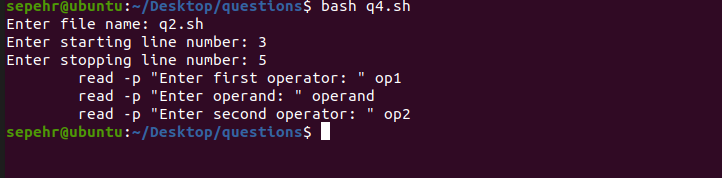 sepehr@ubuntu:~/Desktop/questions$ bash q4.sh
Enter file name: q2.sh
Enter starting line number: 3
Enter stopping line number: 5
        read -p "Enter first operator: " op1
        read -p "Enter operand: " operand
        read -p "Enter second operator: " op2
sepehr@ubuntu:~/Desktop/questions$